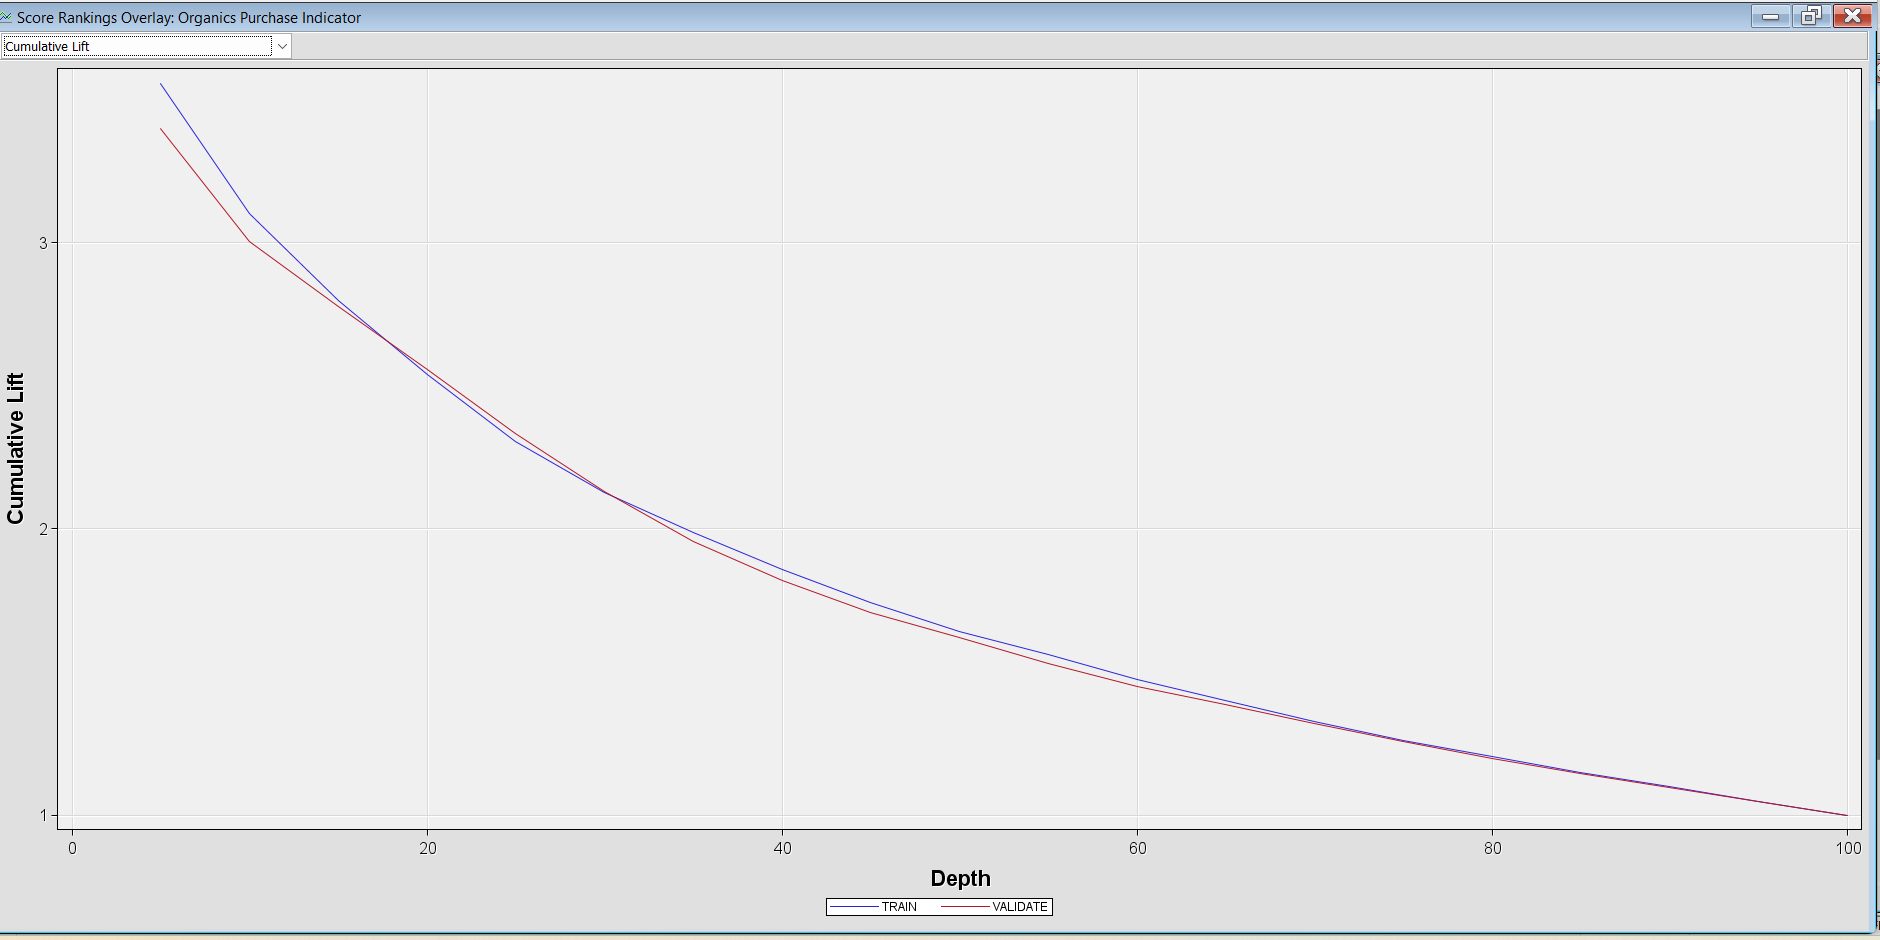 Score Rankings Overlay: Organics Purchase Indicator
Cumulative Lift
Cumulative Lift
3
2
1
0 20 40 60 80 100
Depth
TRAIN VALIDATE